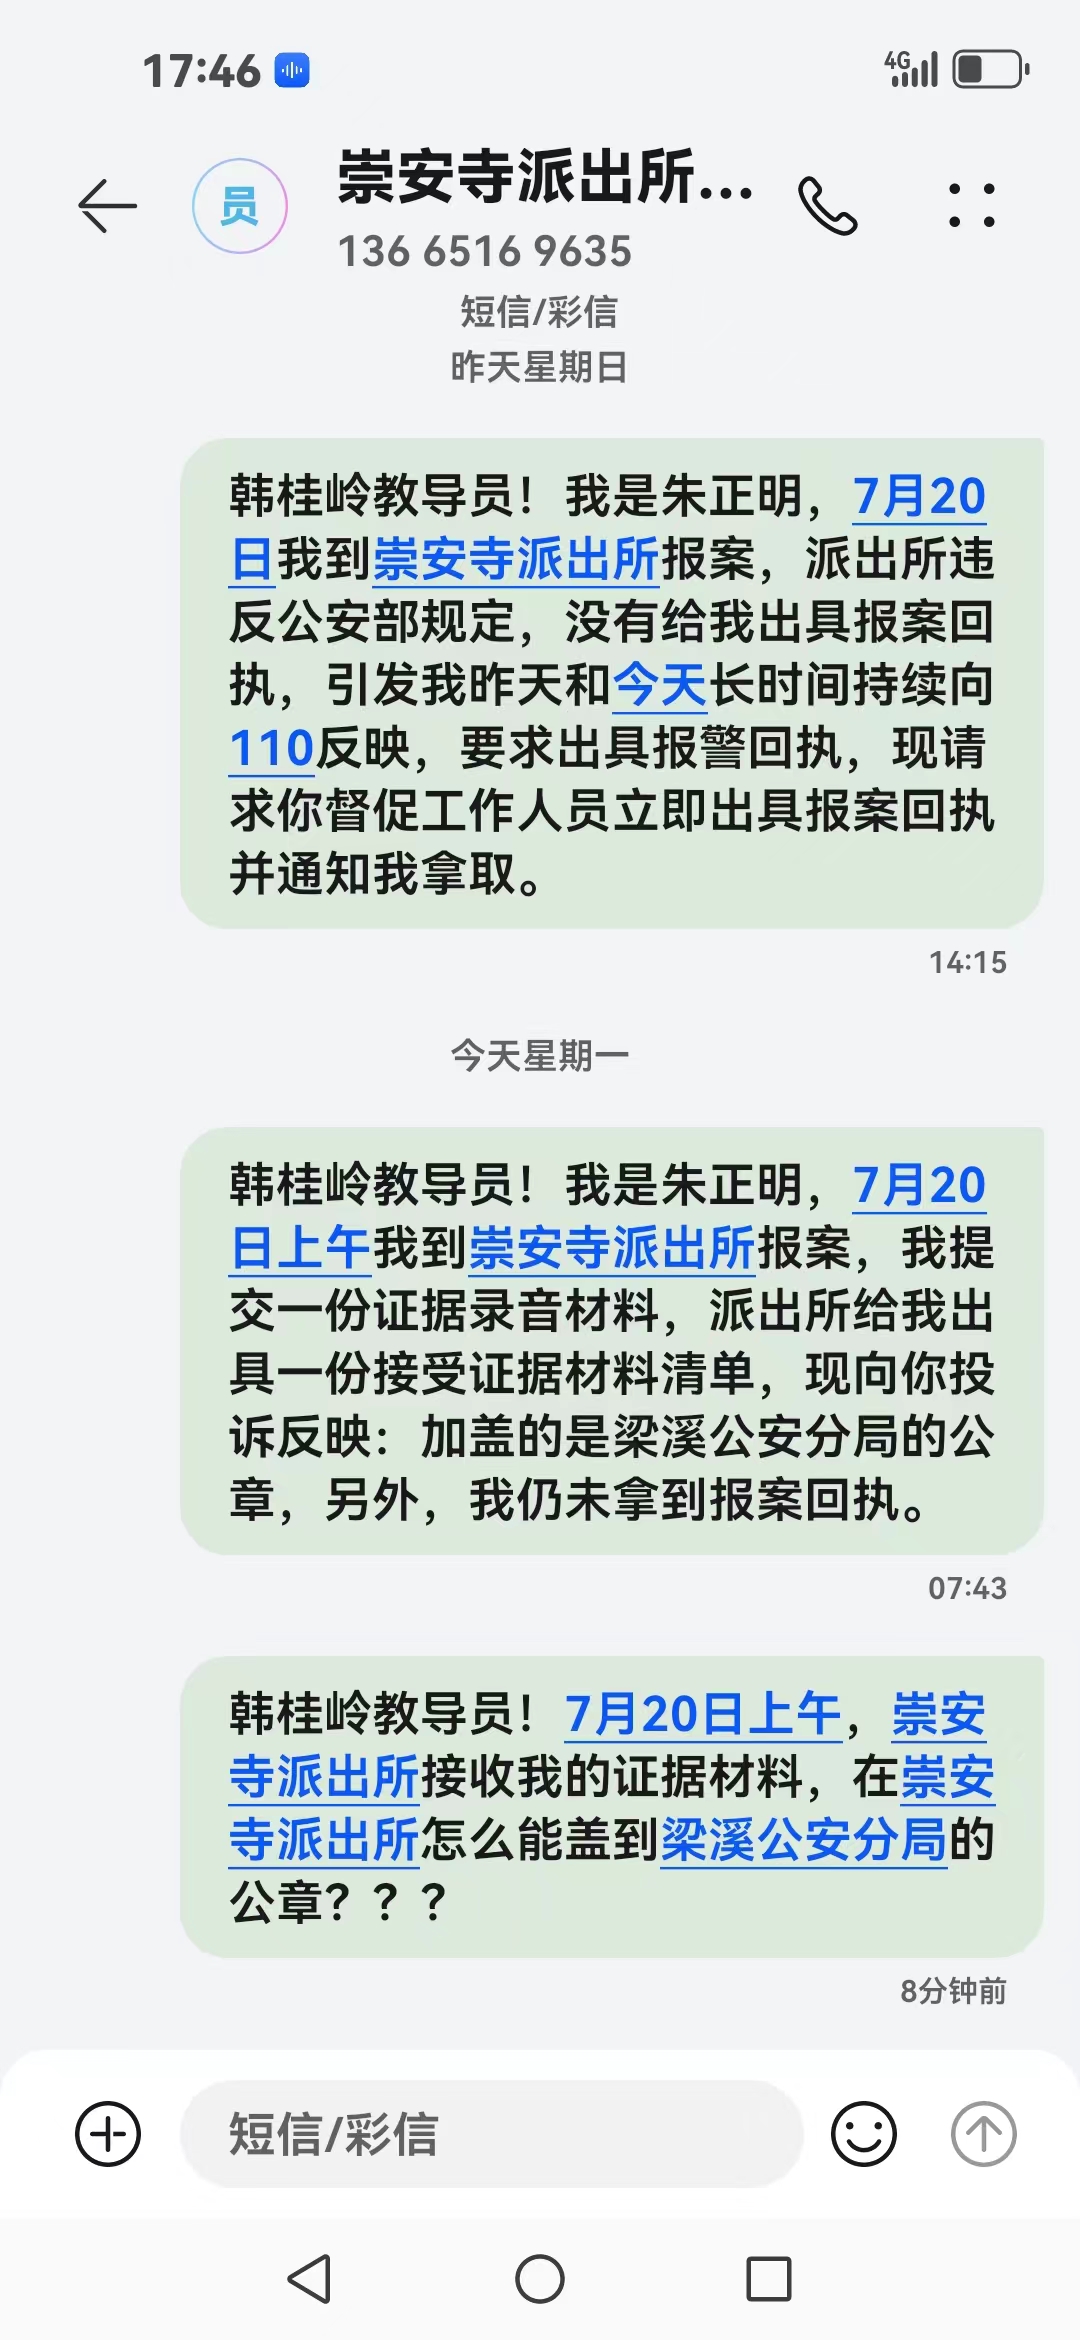 17:46
4G
员
崇安寺派出所...
136 6516 9635
短信/彩信
昨天星期日
韩桂岭教导员！我是朱正明，7月20
日我到崇安寺派出所报案，派出所违
反公安部规定，没有给我出具报案回
执，引发我昨天和今天长时间持续向
110反映，要求出具报警回执，现请
求你督促工作人员立即出具报案回执
并通知我拿取。
14:15
今天星期一
韩桂岭教导员！我是朱正明，7月20
日上午我到崇安寺派出所报案，我提
交一份证据录音材料，派出所给我出
具一份接受证据材料清单，现向你投
诉反映：加盖的是梁溪公安分局的公
章，另外，我仍未拿到报案回执。
07:43
韩桂岭教导员！7月20日上午，崇安
寺派出所接收我的证据材料，在崇安
寺派出所怎么能盖到梁溪公安分局的
公章？？？
8分钟前
短信/彩信